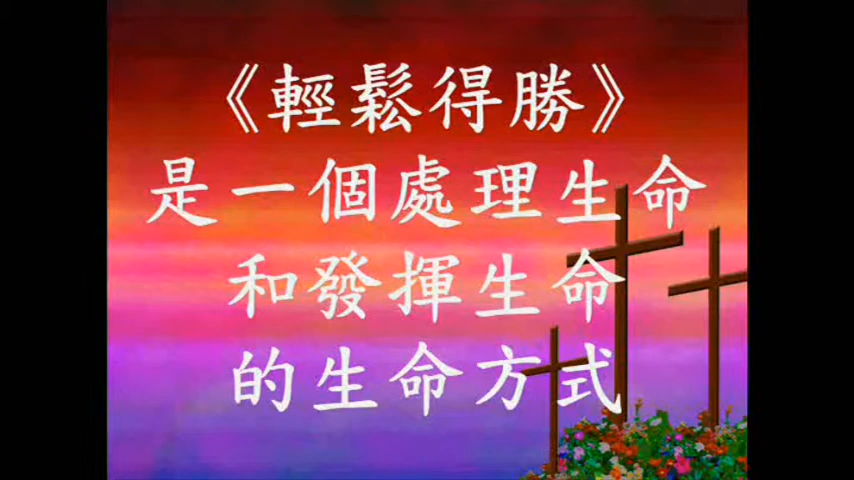 《輕鬆得勝》
是一個處理生命
和發揮生命
的生命方式